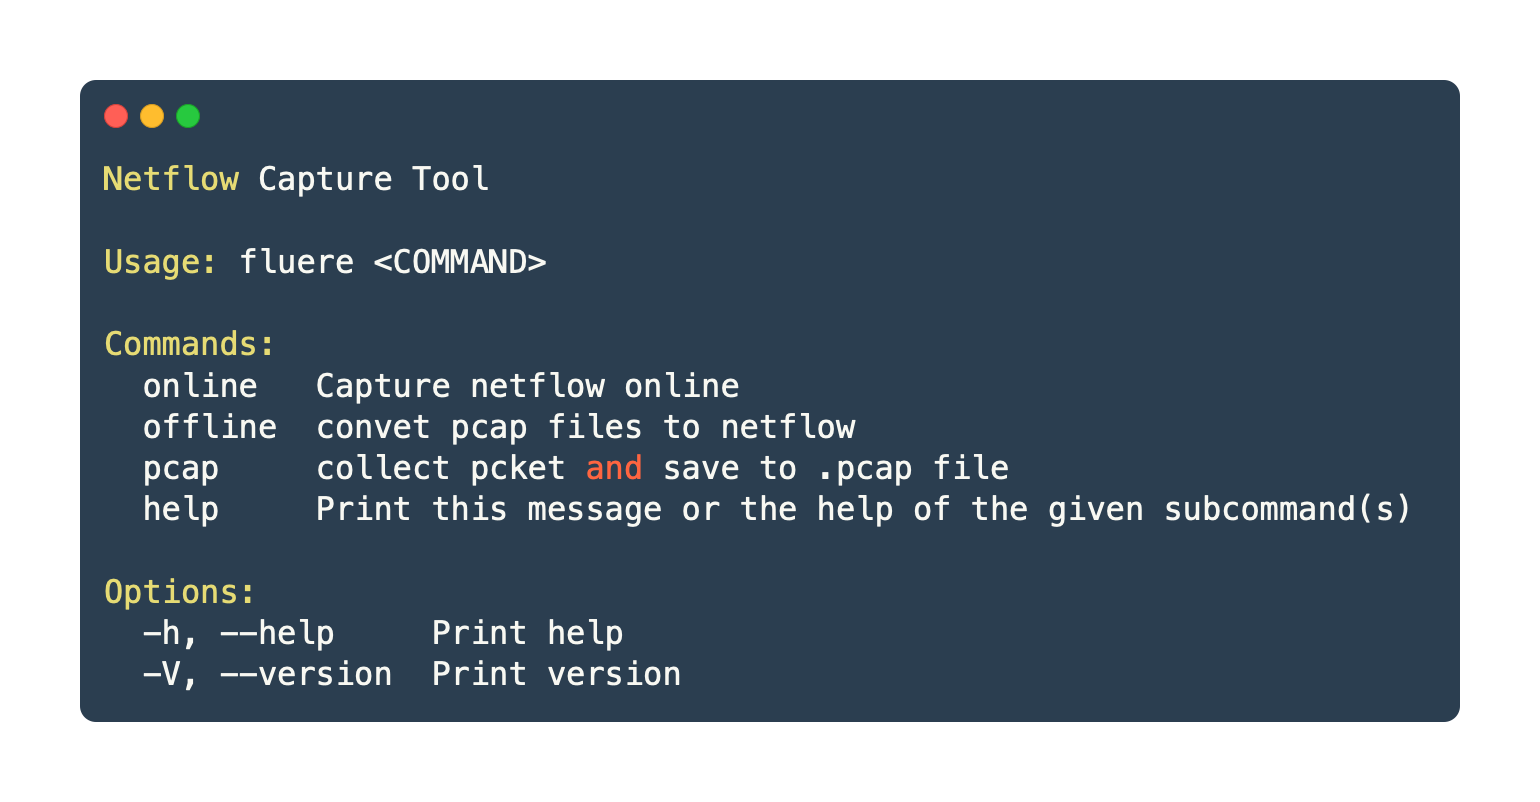 Netflow Capture Tool
Usage: fluere <COMMAND>
Commands:
online Capture netflow online
offline convet pcap files to netflow
pcap collect pcket and save to .pcap file
help Print this message or the help of the given subcommand(s)
Options:
-h, --help Print help
-V, --version Print version